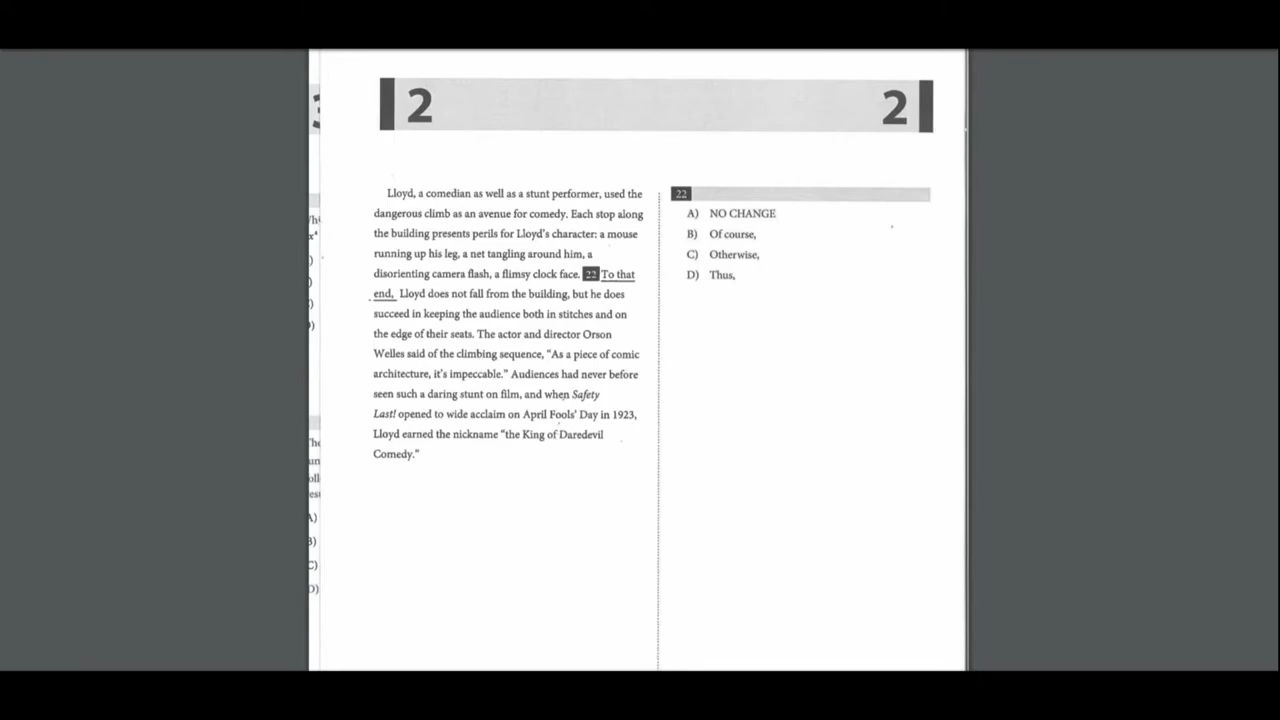 2
2
Lloyd, a comedian as well as a stunt performer, used the
dangerous climb as an avenue for comedy. Each stop along
the building presents perils for Lloyd's character: a mouse
running up his leg, a net tangling around him, a
disorienting camera flash, a flimsy clock face. 22 To that
end, Lloyd does not fall from the building, but he does
succeed in keeping the audience both in stitches and on
the edge of their seats. The actor and director Orson
Welles said of the climbing sequence, “As a piece of comic
architecture, it's impeccable.” Audiences had never before
seen such a daring stunt on film, and when Safety
Last! opened to wide acclaim on April Fools' Day in 1923,
Lloyd earned the nickname “the King of Daredevil
Comedy.”
22
A) NO CHANGE
B) Of course,
C) Otherwise,
D) Thus,